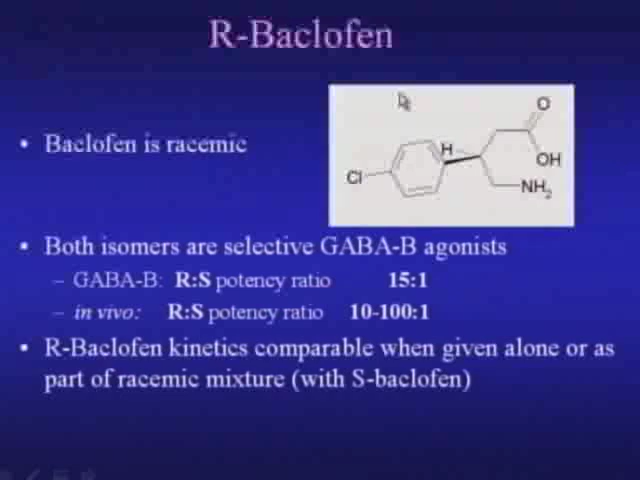 R-Baclofen
• Baclofen is racemic
O
H
OH
Cl
NH2
• Both isomers are selective GABA-B agonists
– GABA-B: R:S potency ratio 15:1
– in vivo: R:S potency ratio 10-100:1
• R-Baclofen kinetics comparable when given alone or as
part of racemic mixture (with S-baclofen)